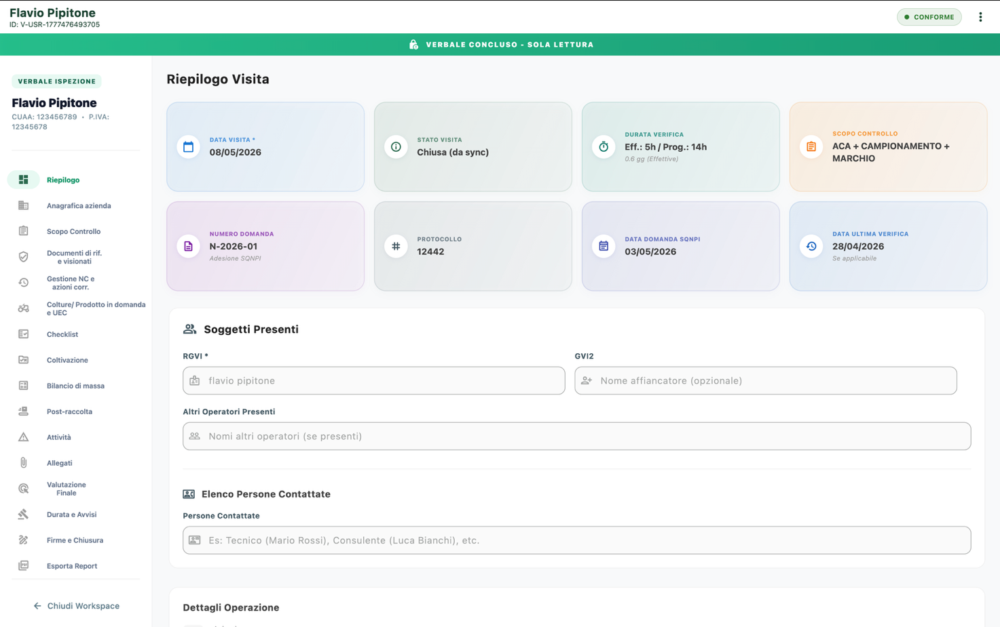 Flavio Pipitone
ID: V-USR-1777476493705
CONFORME
VERBALE CONCLUSO - SOLA LETTURA
VERBALE ISPEZIONE
Flavio Pipitone
CUAA: 123456789 • P.IVA:
12345678
Riepilogo
Anagrafica azienda
Scopo Controllo
Documenti di rif.
e visionati
Gestione NC e
azioni corr.
Colture/ Prodotto in domanda
e UEC
Checklist
Coltivazione
Bilancio di massa
Post-raccolta
Attività
Allegati
Valutazione
Finale
Durata e Avvisi
Firme e Chiusura
Esporta Report
Chiudi Workspace
Riepilogo Visita
DATA VISITA *
08/05/2026
STATO VISITA
Chiusa (da sync)
DURATA VERIFICA
Eff.: 5h / Prog.: 14h
0.6 gg (Effettive)
SCOPO CONTROLLO
ACA + CAMPIONAMENTO +
MARCHIO
NUMERO DOMANDA
N-2026-01
Adesione SQNPI
PROTOCOLLO
12442
DATA DOMANDA SQNPI
03/05/2026
DATA ULTIMA VERIFICA
28/04/2026
Se applicabile
Soggetti Presenti
RGVI *
flavio pipitone
GVI2
Nome affiancatore (opzionale)
Altri Operatori Presenti
Nomi altri operatori (se presenti)
Elenco Persone Contattate
Persone Contattate
Es: Tecnico (Mario Rossi), Consulente (Luca Bianchi), etc.
Dettagli Operazione